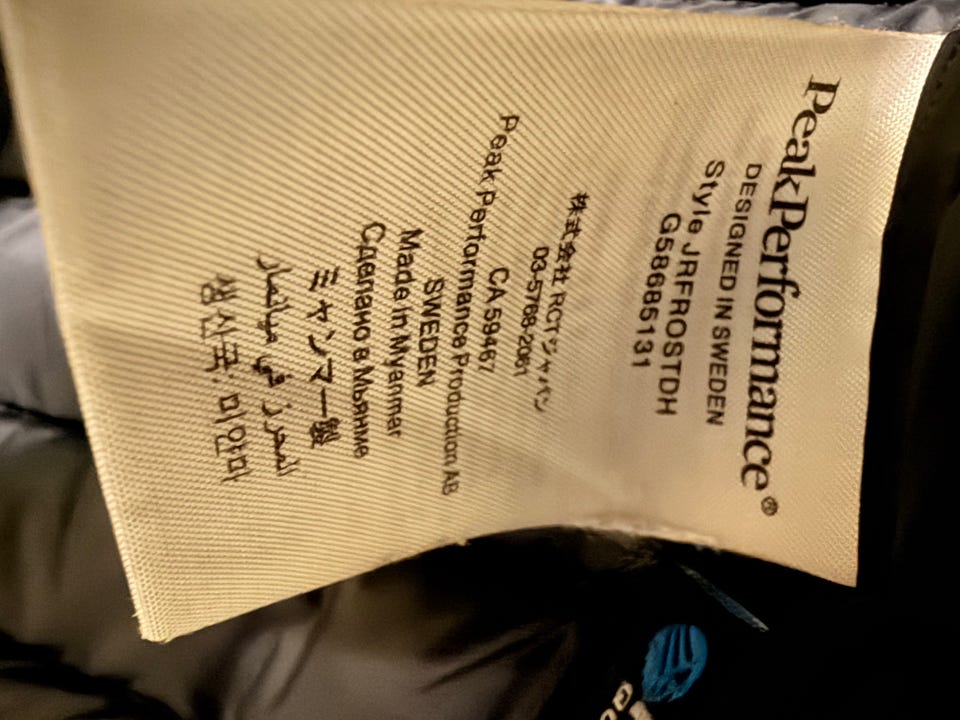 PeakPerformance®
DESIGNED IN SWEDEN
Style JRFROSTDH
G58685131
株式会社 RCTジャパン
03-5768-2061
CA 59467
Peak Performance Production AB
SWEDEN
Made in Myanmar
Сделано в Мьянме
ミャンマー製
في ميانمار
생산국: 미얀마